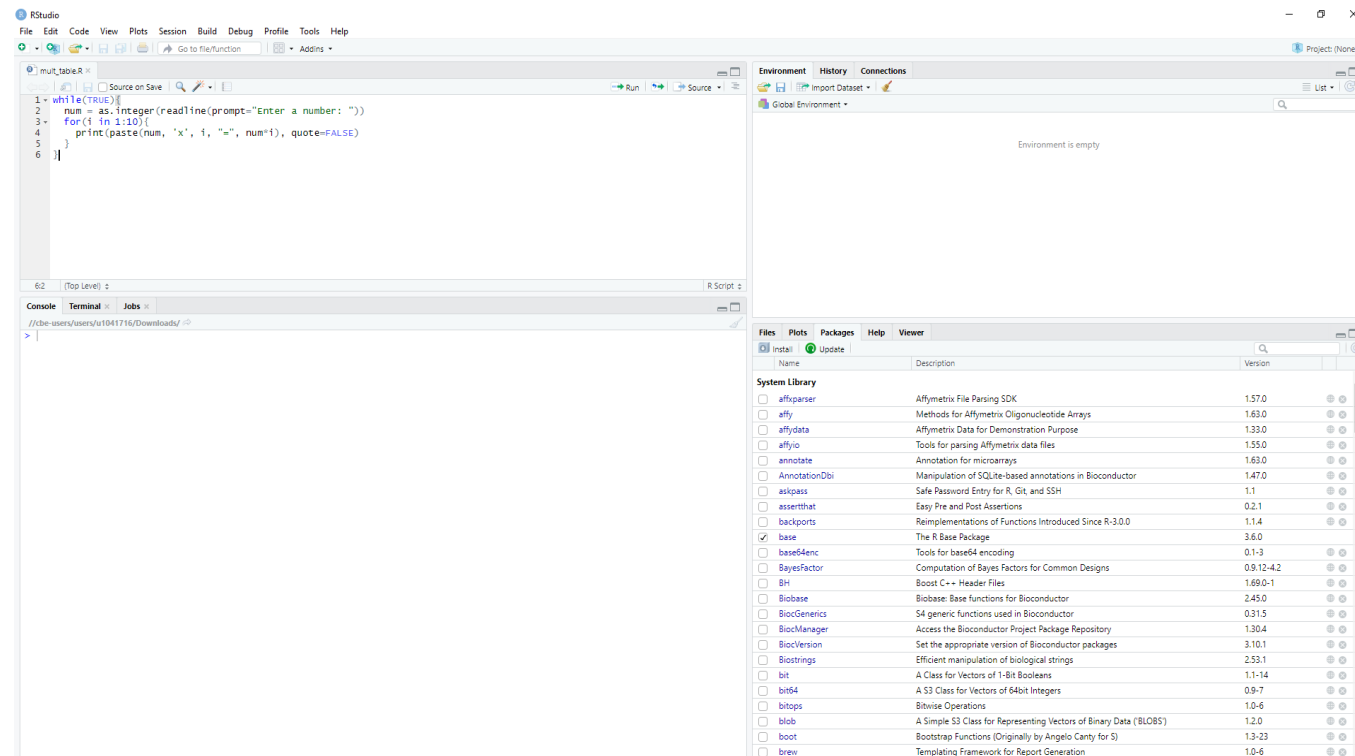 RStudio
File Edit Code View Plots Session Build Debug Profile Tools Help
Go to file/function Addins Project: (None
mult_table.R
Source on Save Run Source
1 while(TRUE){
2 num = as.integer(readline(prompt="Enter a number: "))
3 for(i in 1:10){
4 print(paste(num, 'x', i, "=", num*i), quote=FALSE)
5 }
6 }
6:2 (Top Level) R Script
Console Terminal Jobs
//cbe-users/users/u1041716/Downloads/
>
Environment History Connections
Import Dataset List
Global Environment
Environment is empty
Files Plots Packages Help Viewer
Install Update
Name Description Version
System Library
affxparser Affymetrix File Parsing SDK 1.57.0
affy Methods for Affymetrix Oligonucleotide Arrays 1.63.0
affydata Affymetrix Data for Demonstration Purpose 1.33.0
affyio Tools for parsing Affymetrix data files 1.55.0
annotate Annotation for microarrays 1.63.0
AnnotationDbi Manipulation of SQLite-based annotations in Bioconductor 1.47.0
askpass Safe Password Entry for R, Git, and SSH 1.1
assertthat Easy Pre and Post Assertions 0.2.1
backports Reimplementations of Functions Introduced Since R-3.0.0 1.1.4
base The R Base Package 3.6.0
base64enc Tools for base64 encoding 0.1-3
BayesFactor Computation of Bayes Factors for Common Designs 0.9.12-4.2
BH Boost C++ Header Files 1.69.0-1
Biobase Biobase: Base functions for Bioconductor 2.45.0
BiocGenerics S4 generic functions used in Bioconductor 0.31.5
BiocManager Access the Bioconductor Project Package Repository 1.30.4
BiocVersion Set the appropriate version of Bioconductor packages 3.10.1
Biostrings Efficient manipulation of biological strings 2.53.1
bit A Class for Vectors of 1-Bit Booleans 1.1-14
bit64 A S3 Class for Vectors of 64bit Integers 0.9-7
bitops Bitwise Operations 1.0-6
blob A Simple S3 Class for Representing Vectors of Binary Data ('BLOBS') 1.2.0
boot Bootstrap Functions (Originally by Angelo Canty for S) 1.3-23
brew Templating Framework for Report Generation 1.0-6